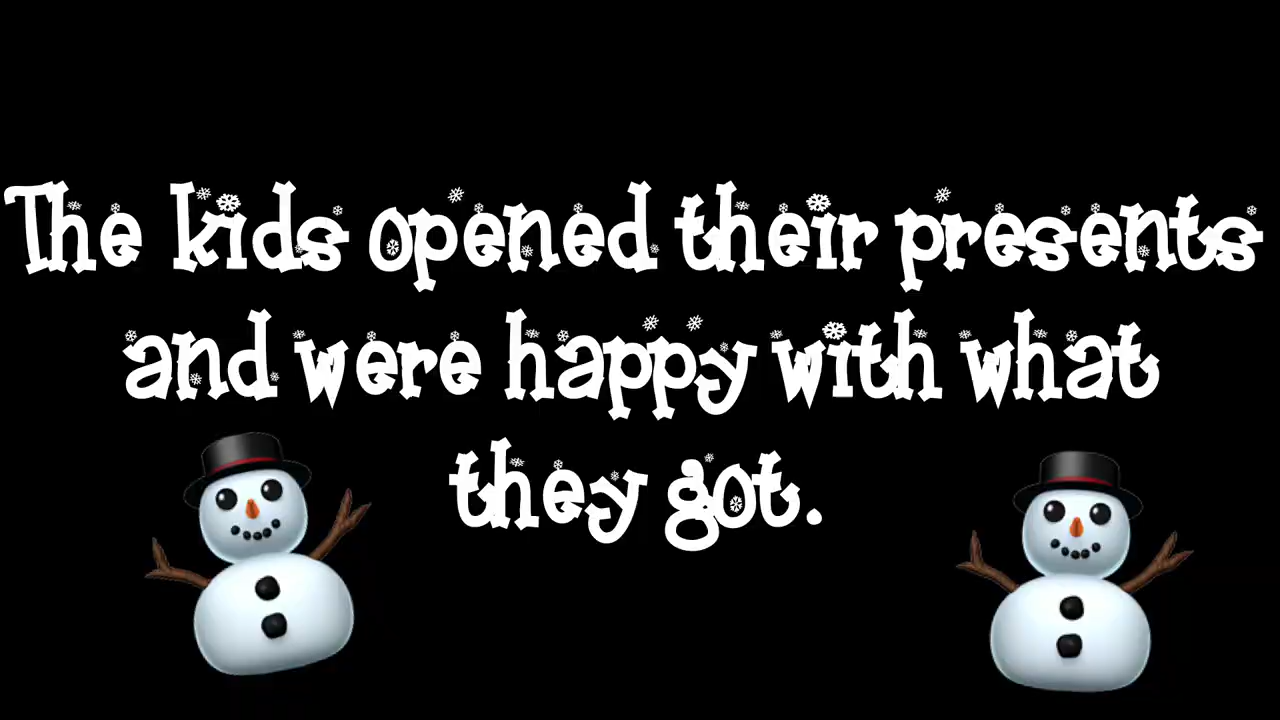 The kids opened their presents
and were happy with what
they got.